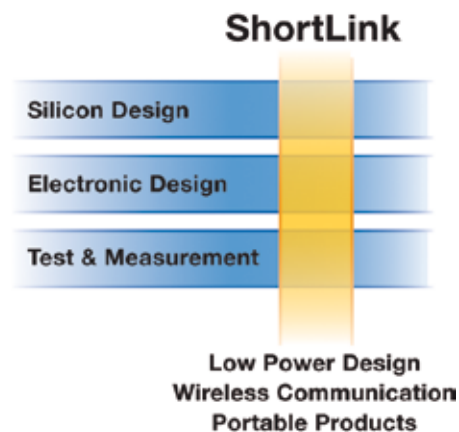 ShortLink
Silicon Design
Electronic Design
Test & Measurement
Low Power Design
Wireless Communication
Portable Products